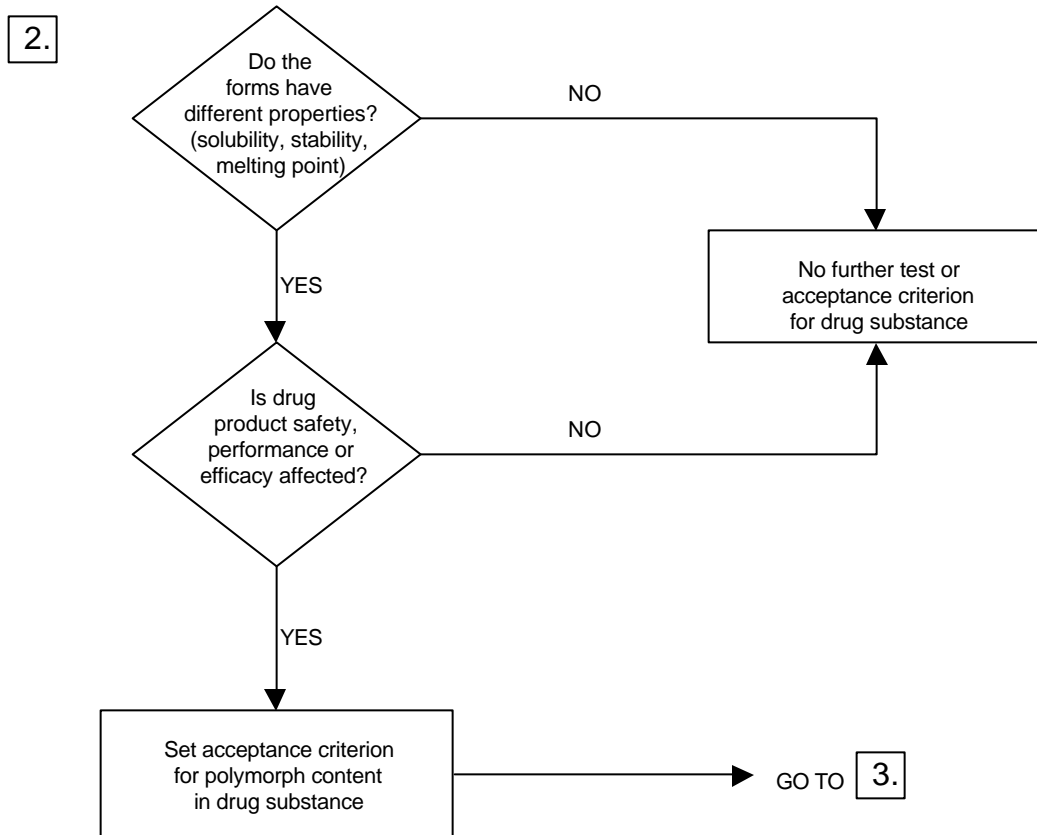 2.
Do the
forms have
different properties?
(solubility, stability,
melting point)
NO
YES
No further test or
acceptance criterion
for drug substance
Is drug
product safety,
performance or
efficacy affected?
NO
YES
Set acceptance criterion
for polymorph content
in drug substance
GO TO 3.